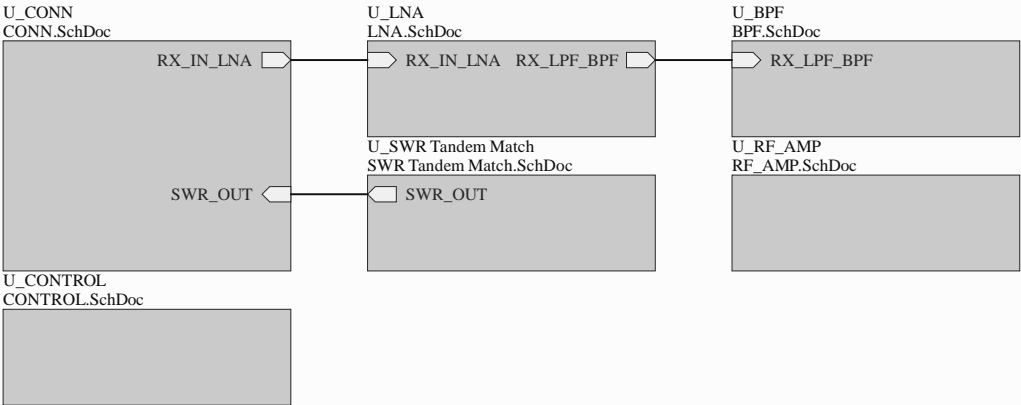 U_CONN
CONN.SchDoc
RX_IN_LNA
SWR_OUT
U_LNA
LNA.SchDoc
RX_IN_LNA RX_LPF_BPF
U_SWR Tandem Match
SWR Tandem Match.SchDoc
SWR_OUT
U_BPF
BPF.SchDoc
RX_LPF_BPF
U_RF_AMP
RF_AMP.SchDoc
U_CONTROL
CONTROL.SchDoc